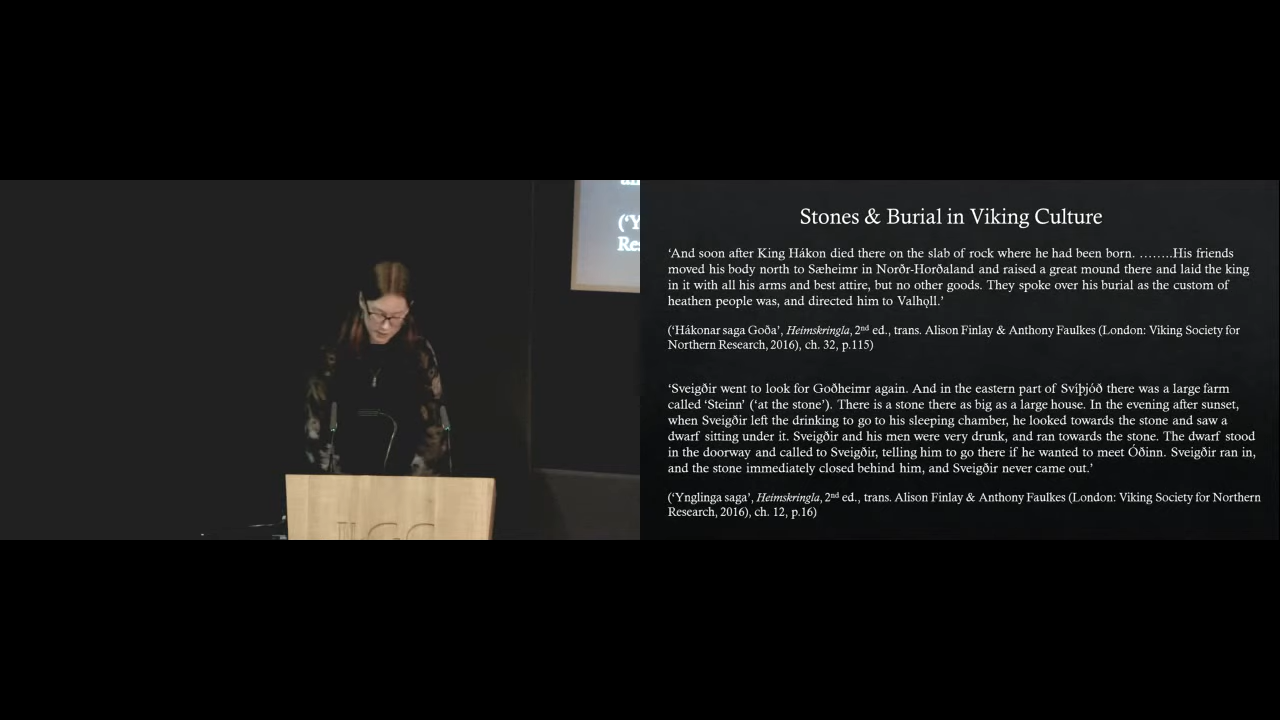 ('Y
Re
Stones & Burial in Viking Culture
'And soon after King Hákon died there on the slab of rock where he had been born. ........His friends
moved his body north to Sæheimr in Norðr-Horðaland and raised a great mound there and laid the king
in it with all his arms and best attire, but no other goods. They spoke over his burial as the custom of
heathen people was, and directed him to Valhǫll.'
('Hákonar saga Goða', Heimskringla, 2nd ed., trans. Alison Finlay & Anthony Faulkes (London: Viking Society for
Northern Research, 2016), ch. 32, p.115)
'Sveigðir went to look for Goðheimr again. And in the eastern part of Svíþjóð there was a large farm
called 'Steinn' ('at the stone'). There is a stone there as big as a large house. In the evening after sunset,
when Sveigðir left the drinking to go to his sleeping chamber, he looked towards the stone and saw a
dwarf sitting under it. Sveigðir and his men were very drunk, and ran towards the stone. The dwarf stood
in the doorway and called to Sveigðir, telling him to go there if he wanted to meet Óðinn. Sveigðir ran in,
and the stone immediately closed behind him, and Sveigðir never came out.'
('Ynglinga saga', Heimskringla, 2nd ed., trans. Alison Finlay & Anthony Faulkes (London: Viking Society for Northern
Research, 2016), ch. 12, p.16)